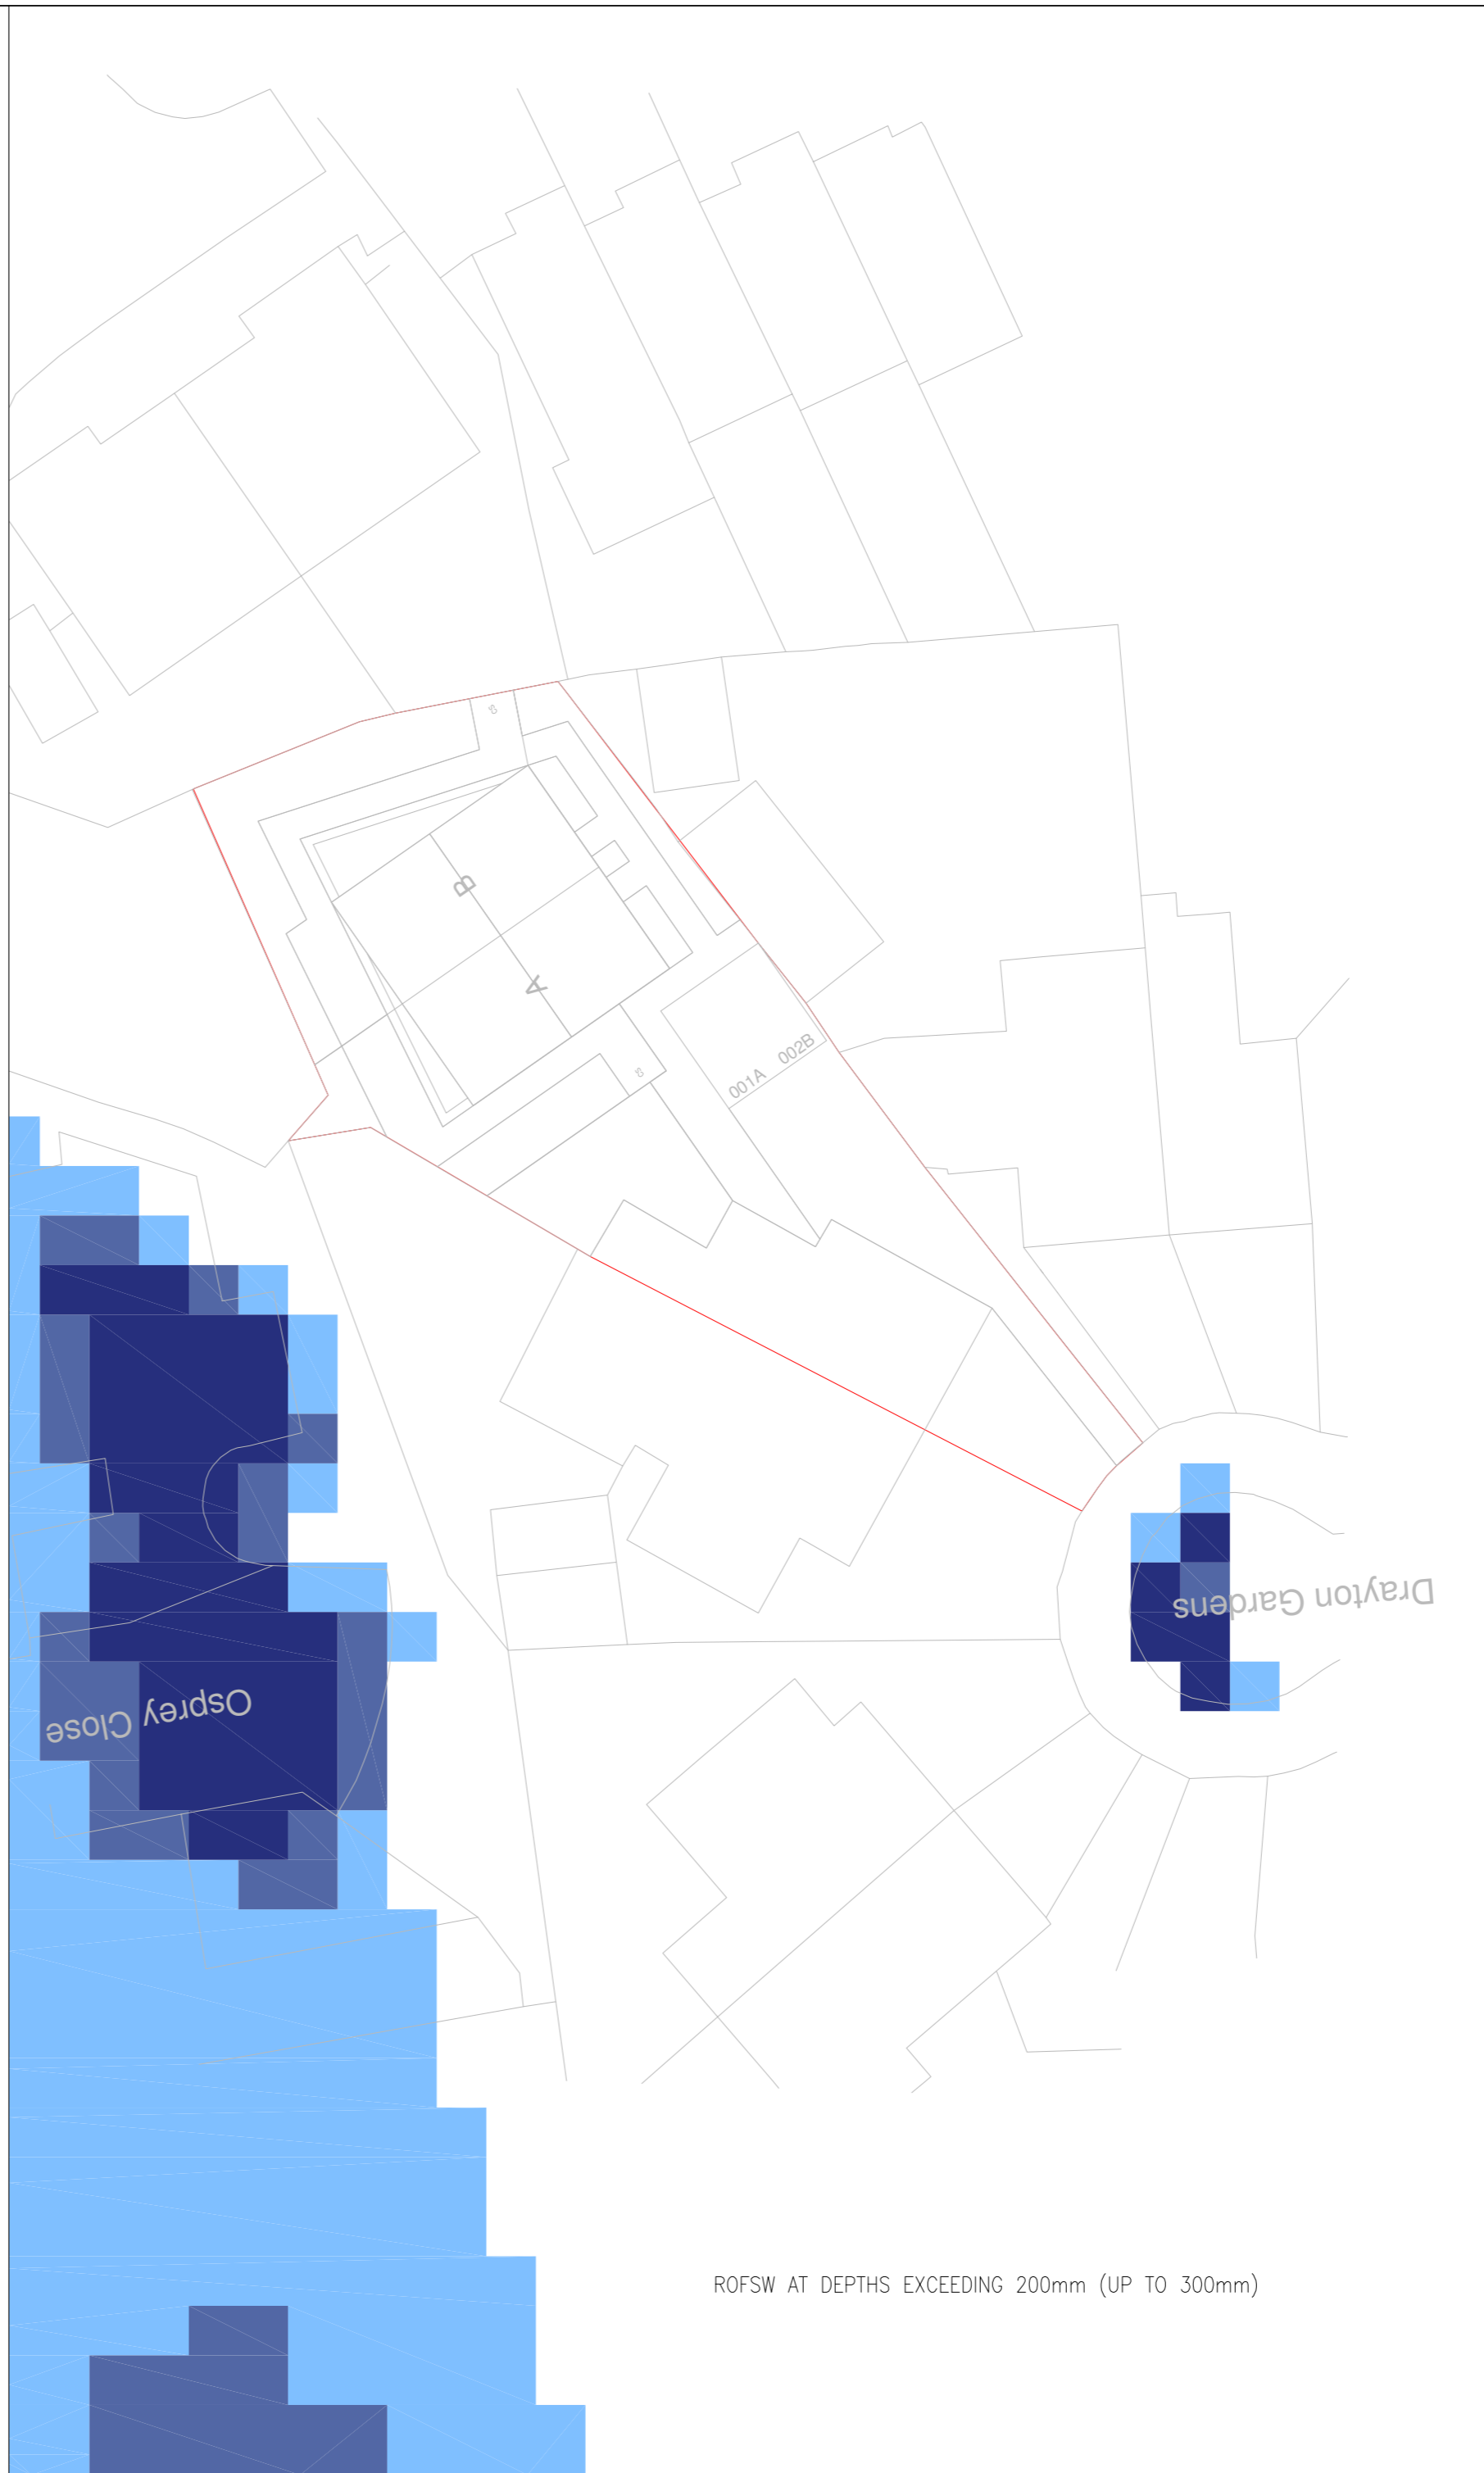 B
A
001A 002B
Drayton Gardens
Osprey Close
ROFSW AT DEPTHS EXCEEDING 200mm (UP TO 300mm)